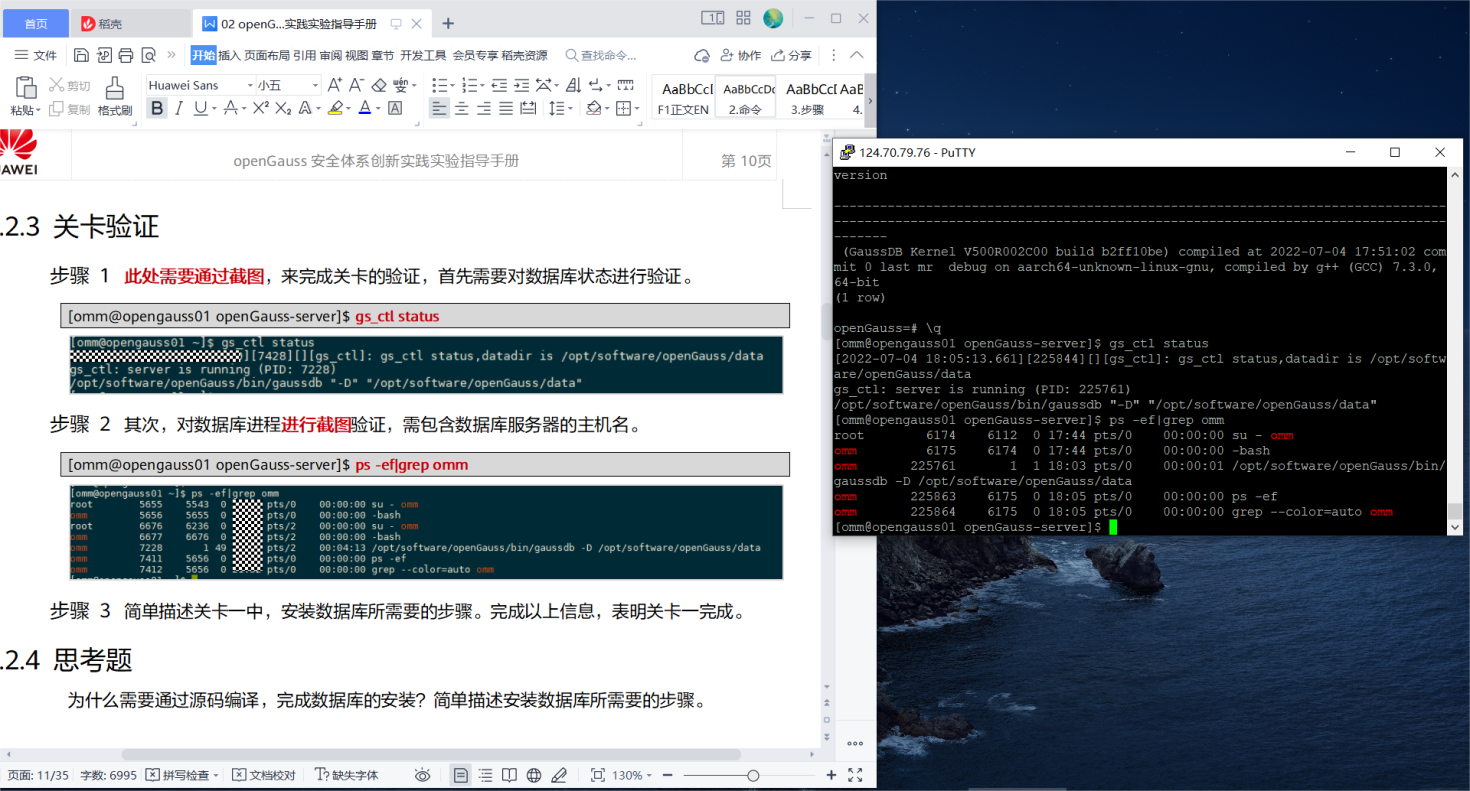 首页
稻壳
02 openG...实践实验指导手册
文件
开始 插入 页面布局 引用 审阅 视图 章节 开发工具 会员专享 稻壳资源
查找命令...
协作
分享
粘贴
剪切
复制
格式刷
Huawei Sans
小五
AaBbCcI
AaBbCcDc
AaBbCcI
AaB
F1正文EN
2.命令
3.步骤
4.
AWEI
openGauss 安全体系创新实践实验指导手册
第 10页
.2.3 关卡验证
步骤 1 此处需要通过截图，来完成关卡的验证，首先需要对数据库状态进行验证。
[omm@opengauss01 openGauss-server]$ gs_ctl status
[omm@opengauss01 ~]$ gs_ctl status
][7428][][gs_ctl]: gs_ctl status,datadir is /opt/software/openGauss/data
gs_ctl: server is running (PID: 7228)
/opt/software/openGauss/bin/gaussdb "-D" "/opt/software/openGauss/data"
步骤 2 其次，对数据库进程进行截图验证，需包含数据库服务器的主机名。
[omm@opengauss01 openGauss-server]$ ps -ef|grep omm
[omm@opengauss01 ~]$ ps -ef|grep omm
root 5655 5543 0 pts/0 00:00:00 su - omm
omm 5656 5655 0 pts/0 00:00:00 -bash
root 6676 6236 0 pts/2 00:00:00 su - omm
omm 6677 6676 0 pts/2 00:00:00 -bash
omm 7228 1 49 pts/2 00:04:13 /opt/software/openGauss/bin/gaussdb -D /opt/software/openGauss/data
omm 7411 5656 0 pts/0 00:00:00 ps -ef
omm 7412 5656 0 pts/0 00:00:00 grep --color=auto omm
步骤 3 简单描述关卡一中，安装数据库所需要的步骤。完成以上信息，表明关卡一完成。
.2.4 思考题
为什么需要通过源码编译，完成数据库的安装？简单描述安装数据库所需要的步骤。
页面: 11/35 字数: 6995 拼写检查 文档校对 缺失字体 130%
124.70.79.76 - PuTTY
version
--------------------------------------------------------------------------------
--------------------------------------------------------------------------------
-------
(GaussDB Kernel V500R002C00 build b2ff10be) compiled at 2022-07-04 17:51:02 com
mit 0 last mr debug on aarch64-unknown-linux-gnu, compiled by g++ (GCC) 7.3.0,
64-bit
(1 row)
openGauss=# \q
[omm@opengauss01 openGauss-server]$ gs_ctl status
[2022-07-04 18:05:13.661][225844][][gs_ctl]: gs_ctl status,datadir is /opt/softw
are/openGauss/data
gs_ctl: server is running (PID: 225761)
/opt/software/openGauss/bin/gaussdb "-D" "/opt/software/openGauss/data"
[omm@opengauss01 openGauss-server]$ ps -ef|grep omm
root 6174 6112 0 17:44 pts/0 00:00:00 su - omm
omm 6175 6174 0 17:44 pts/0 00:00:00 -bash
omm 225761 1 1 18:03 pts/0 00:00:01 /opt/software/openGauss/bin/
gaussdb -D /opt/software/openGauss/data
omm 225863 6175 0 18:05 pts/0 00:00:00 ps -ef
omm 225864 6175 0 18:05 pts/0 00:00:00 grep --color=auto omm
[omm@opengauss01 openGauss-server]$